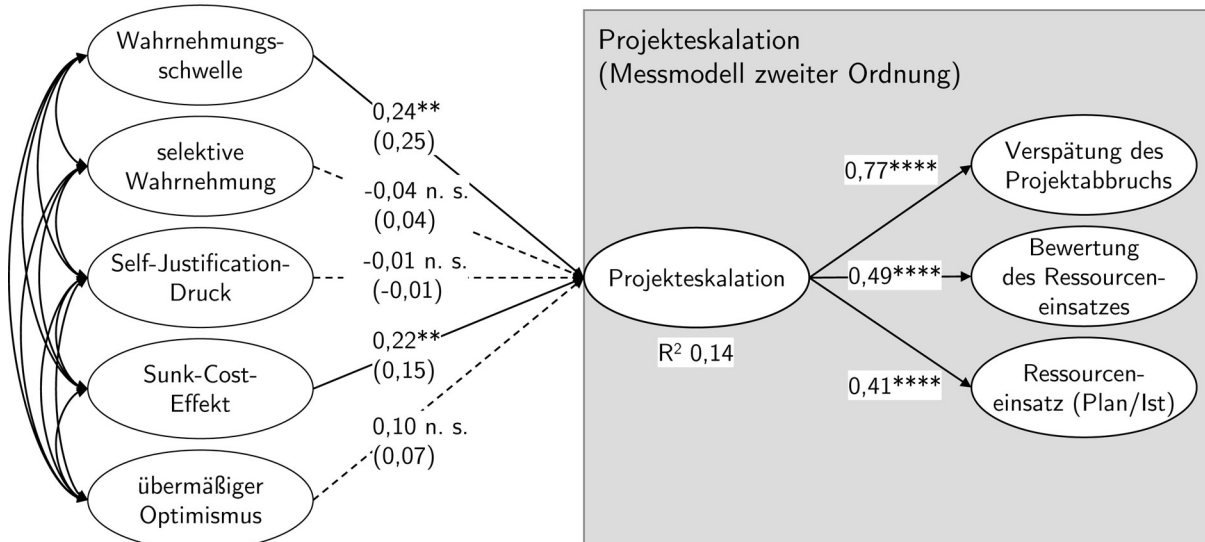 Wahrnehmungs-
schwelle
selektive
Wahrnehmung
Self-Justification-
Druck
Sunk-Cost-
Effekt
übermäßiger
Optimismus
0,24**
(0,25)
-0,04 n. s.
(0,04)
-0,01 n. s.
(-0,01)
0,22**
(0,15)
0,10 n. s.
(0,07)
Projekteskalation
(Messmodell zweiter Ordnung)
Projekteskalation
R² 0,14
0,77****
0,49****
0,41****
Verspätung des
Projektabbruchs
Bewertung
des Ressourcen-
einsatzes
Ressourcen-
einsatz (Plan/Ist)